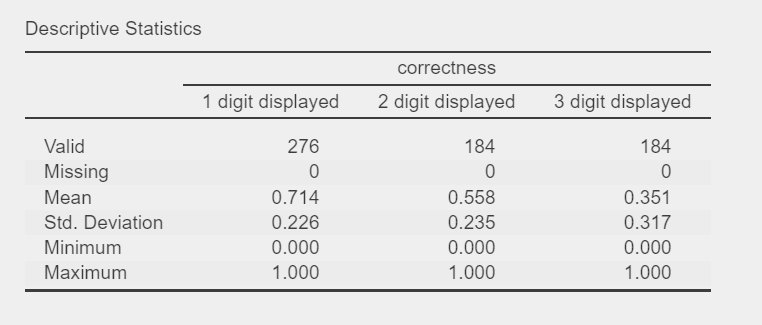 Descriptive Statistics
correctness
1 digit displayed 2 digit displayed 3 digit displayed
Valid 276 184 184
Missing 0 0 0
Mean 0.714 0.558 0.351
Std. Deviation 0.226 0.235 0.317
Minimum 0.000 0.000 0.000
Maximum 1.000 1.000 1.000